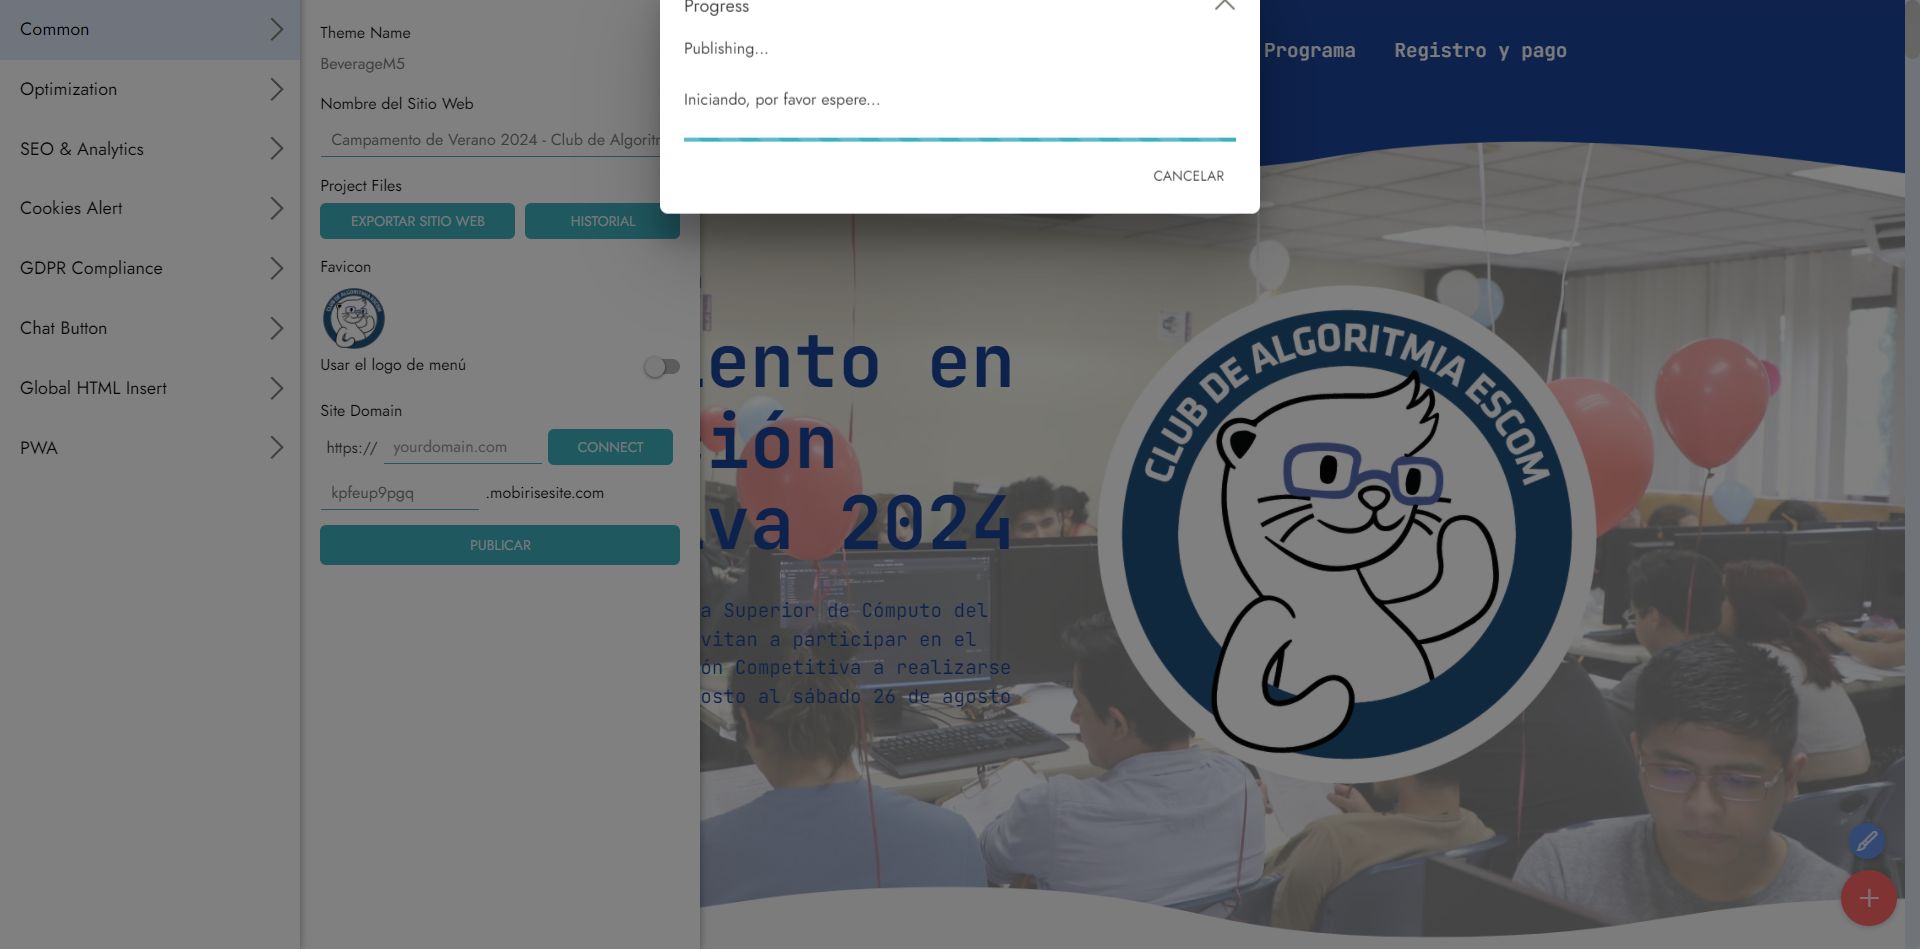 Common
Optimization
SEO & Analytics
Cookies Alert
GDPR Compliance
Chat Button
Global HTML Insert
PWA
Theme Name
BeverageM5
Nombre del Sitio Web
Campamento de Verano 2024 - Club de Algoritm
Project Files
EXPORTAR SITIO WEB
HISTORIAL
Favicon
Usar el logo de menú
Site Domain
https://
yourdomain.com
CONNECT
kpfeup9pgq
.mobirisesite.com
PUBLICAR
Progress
Publishing...
Iniciando, por favor espere...
CANCELAR
Programa
Registro y pago
iento en
ción
iva 2024
a Superior de Cómputo del
vitan a participar en el
ón Competitiva a realizarse
osto al sábado 26 de agosto
CLUB DE ALGORITMIA ESCOM